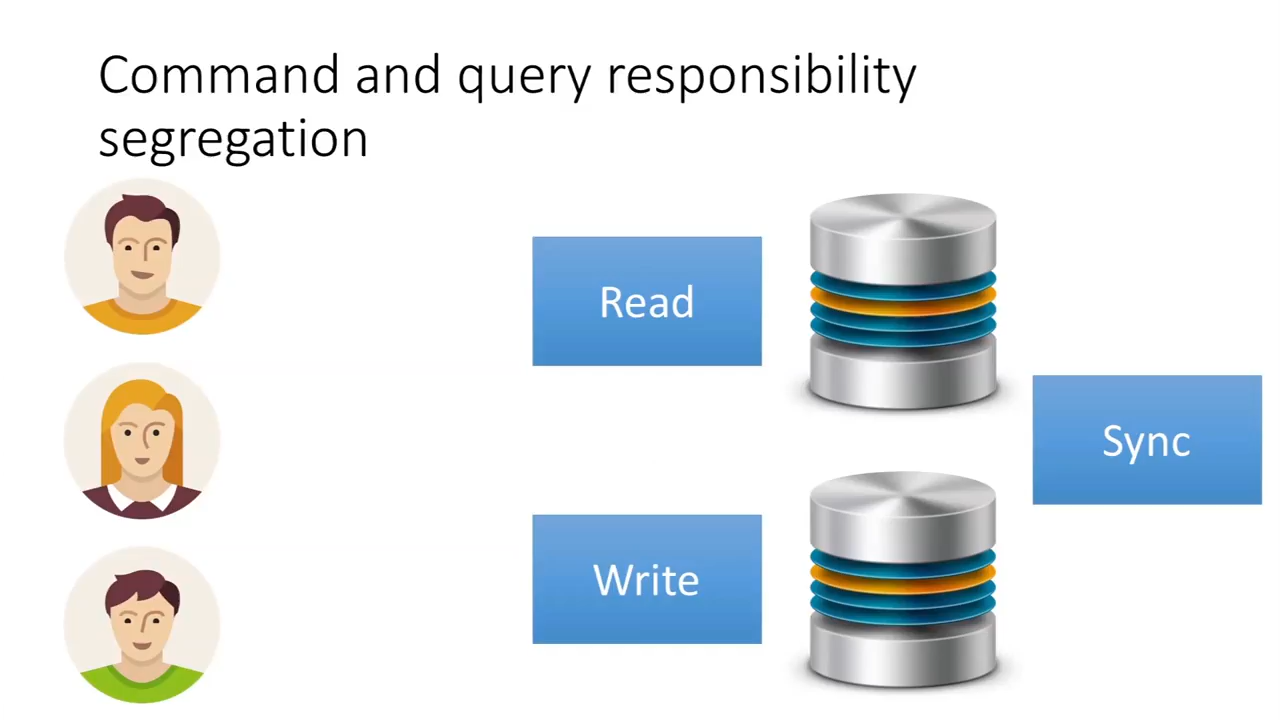 Command and query responsibility
segregation
Read
Sync
Write